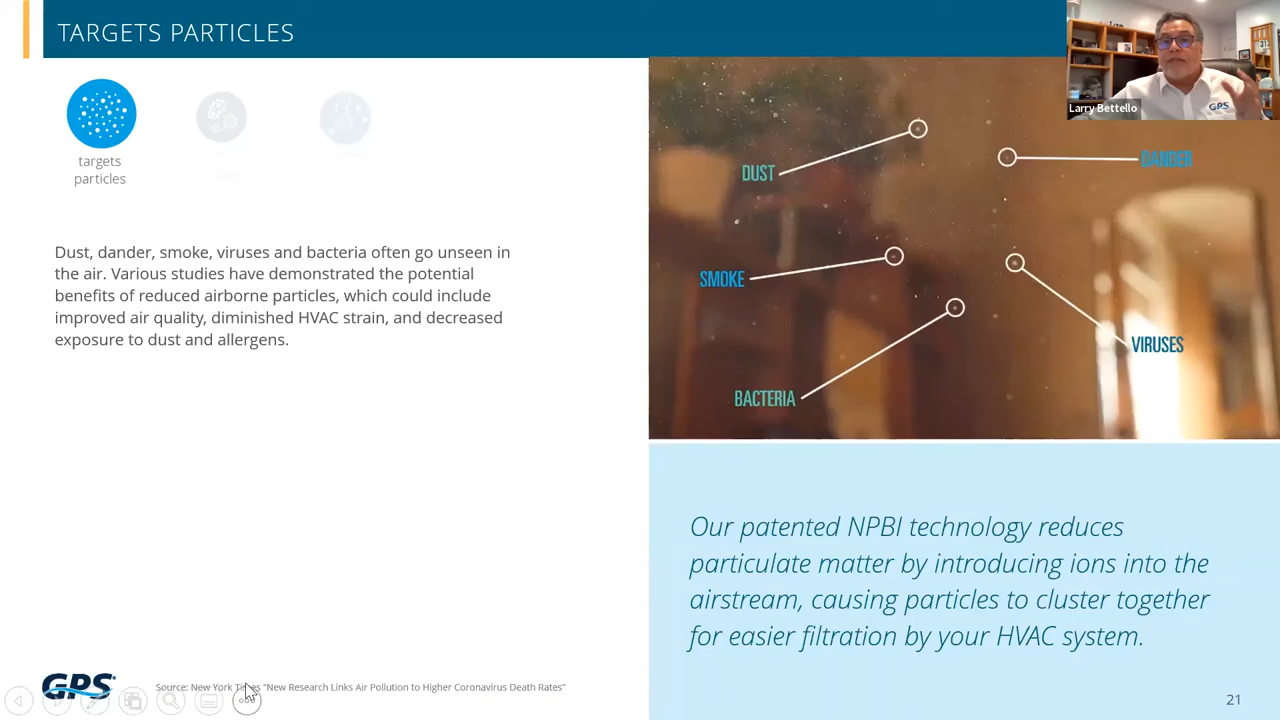 TARGETS PARTICLES
Larry Bettello
GPS
targets
particles
Dust, dander, smoke, viruses and bacteria often go unseen in
the air. Various studies have demonstrated the potential
benefits of reduced airborne particles, which could include
improved air quality, diminished HVAC strain, and decreased
exposure to dust and allergens.
DUST
DANDER
SMOKE
VIRUSES
BACTERIA
Our patented NPBI technology reduces
particulate matter by introducing ions into the
airstream, causing particles to cluster together
for easier filtration by your HVAC system.
GPS
Source: New York Times “New Research Links Air Pollution to Higher Coronavirus Death Rates”
21